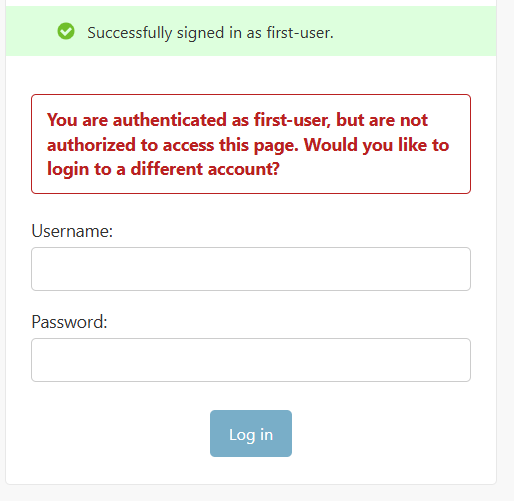 Successfully signed in as first-user.
You are authenticated as first-user, but are not
authorized to access this page. Would you like to
login to a different account?
Username:
Password:
Log in